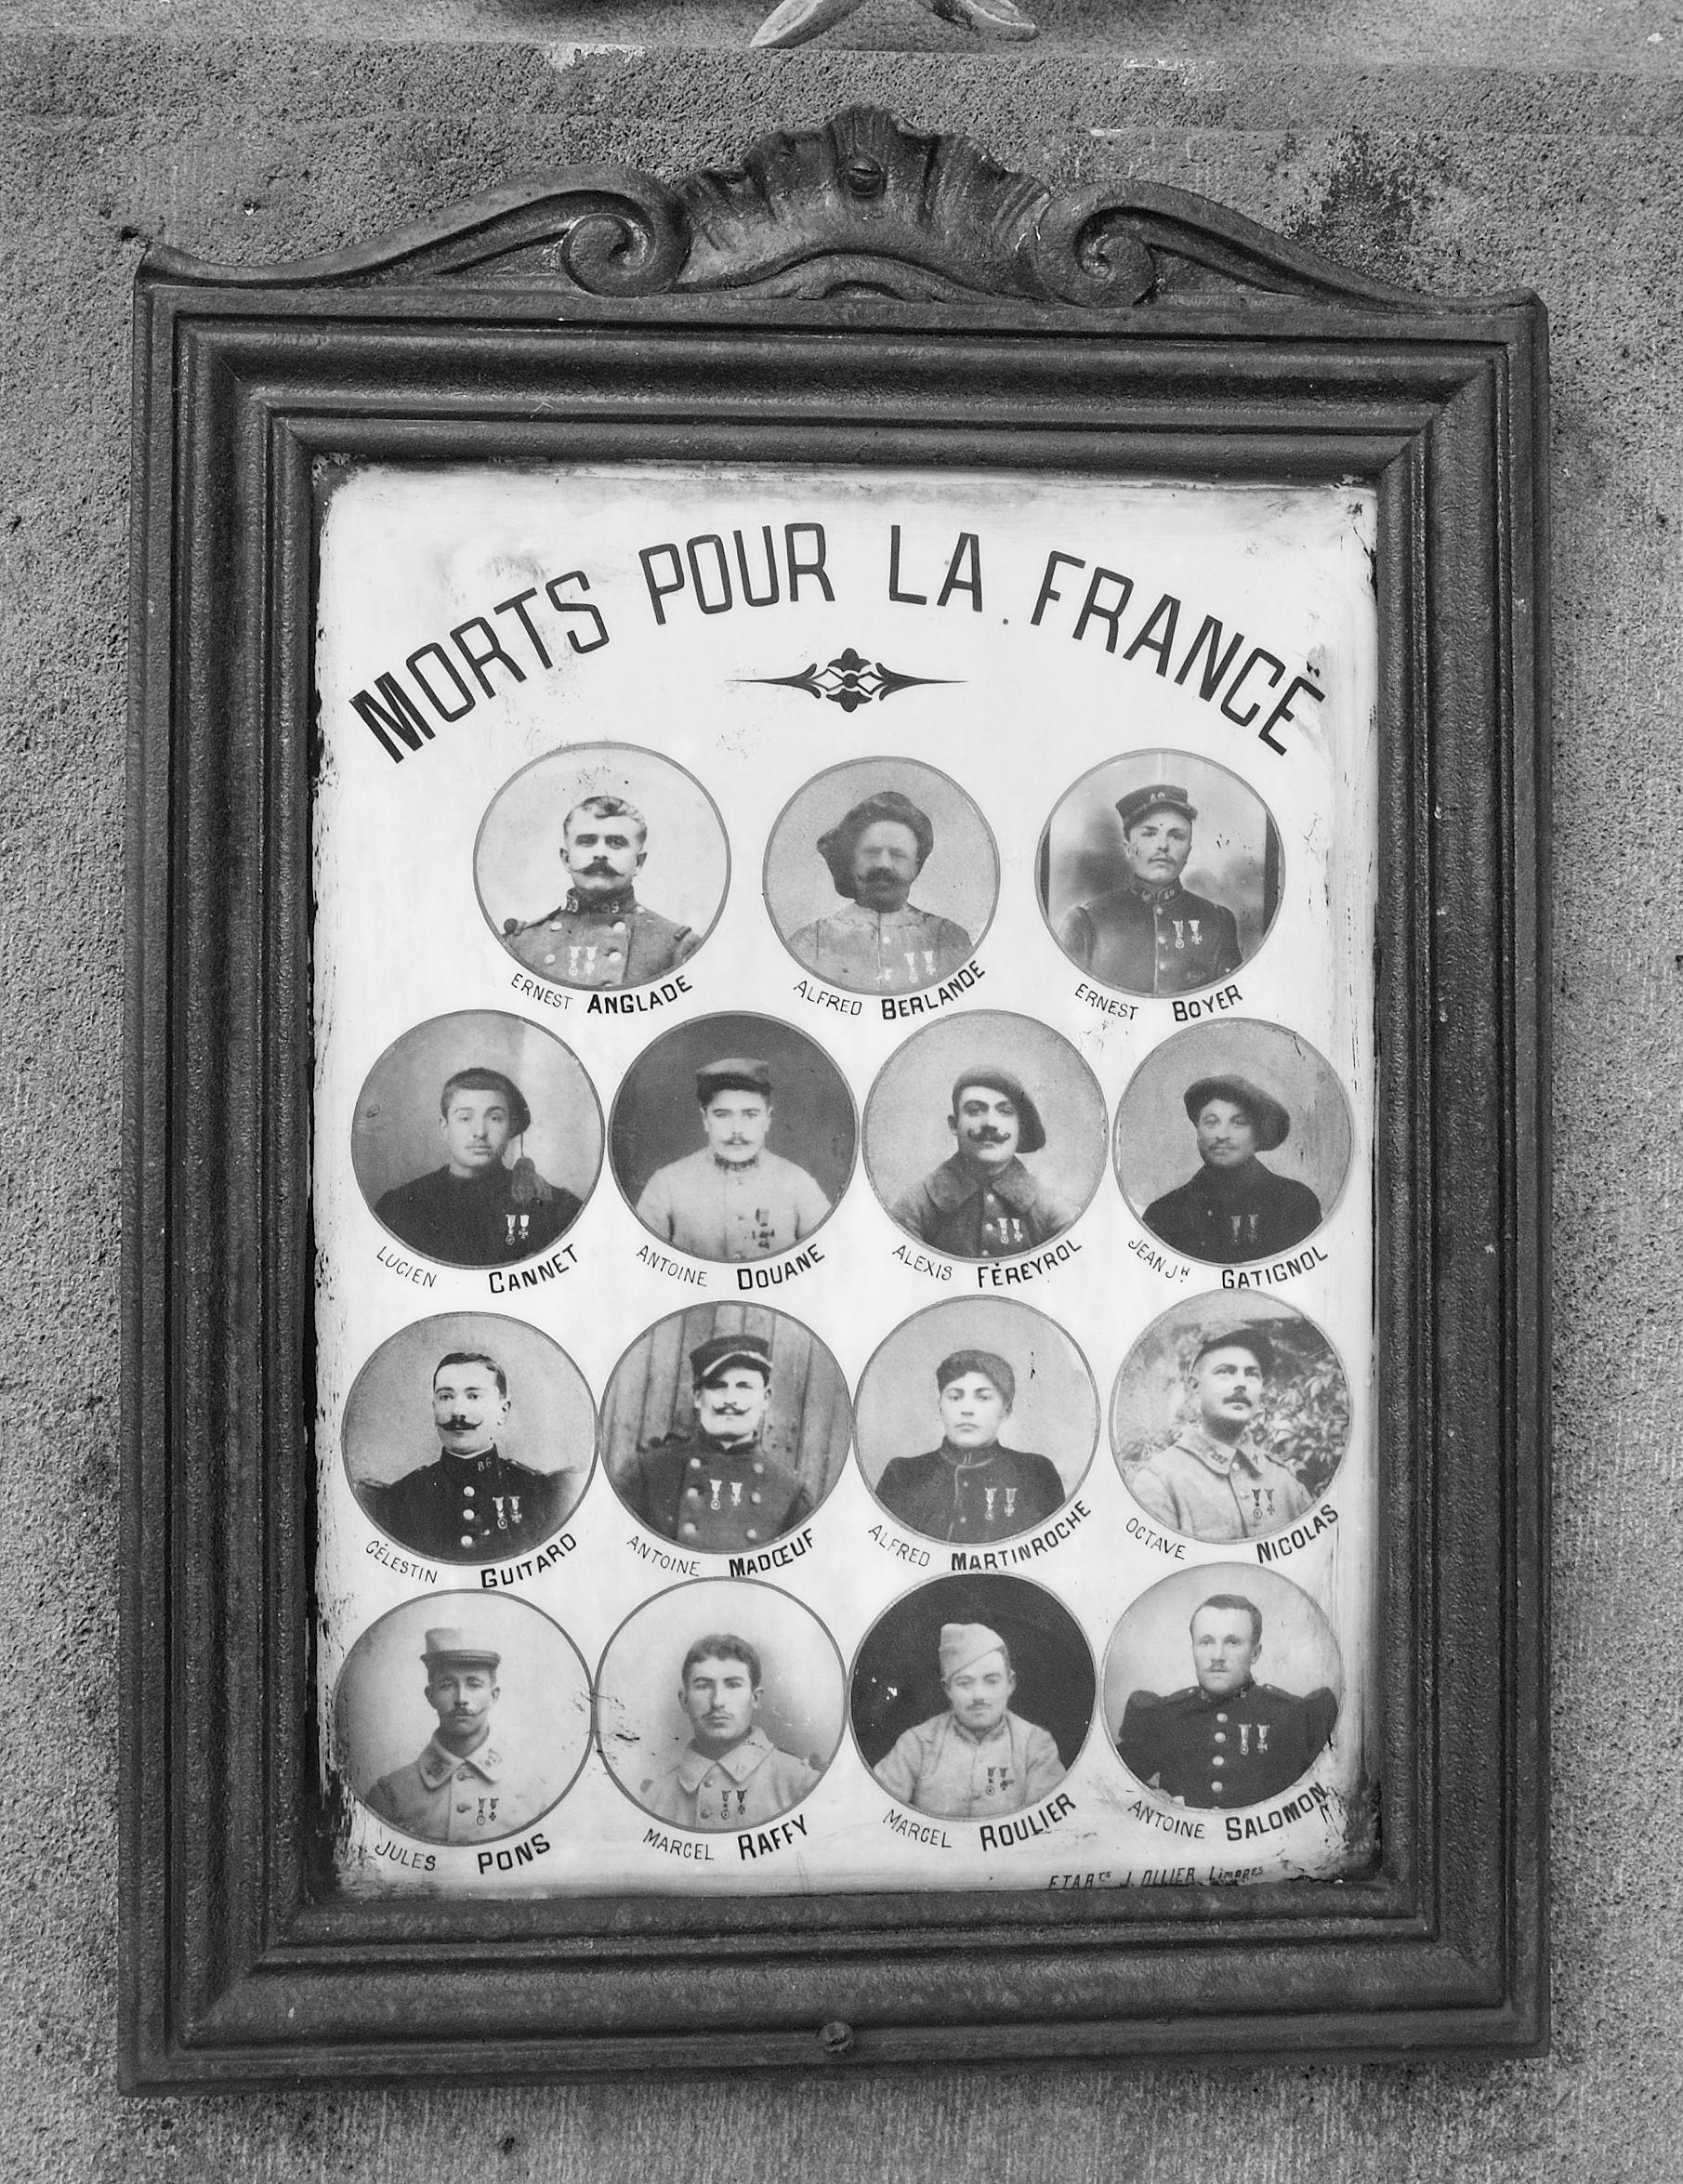 MORTS POUR LA FRANCE
ERNEST ANGLADE
ALFRED BERLANDE
ERNEST BOYER
LUCIEN CANNET
ANTOINE DOUANE
ALEXIS FÉREYROL
JEAN JH GATIGNOL
CÉLESTIN GUITARD
ANTOINE MADŒUF
ALFRED MARTINROCHE
OCTAVE NICOLAS
JULES PONS
MARCEL RAFFY
MARCEL ROULIER
ANTOINE SALOMON
ETABTS J. OLLIER Limoges